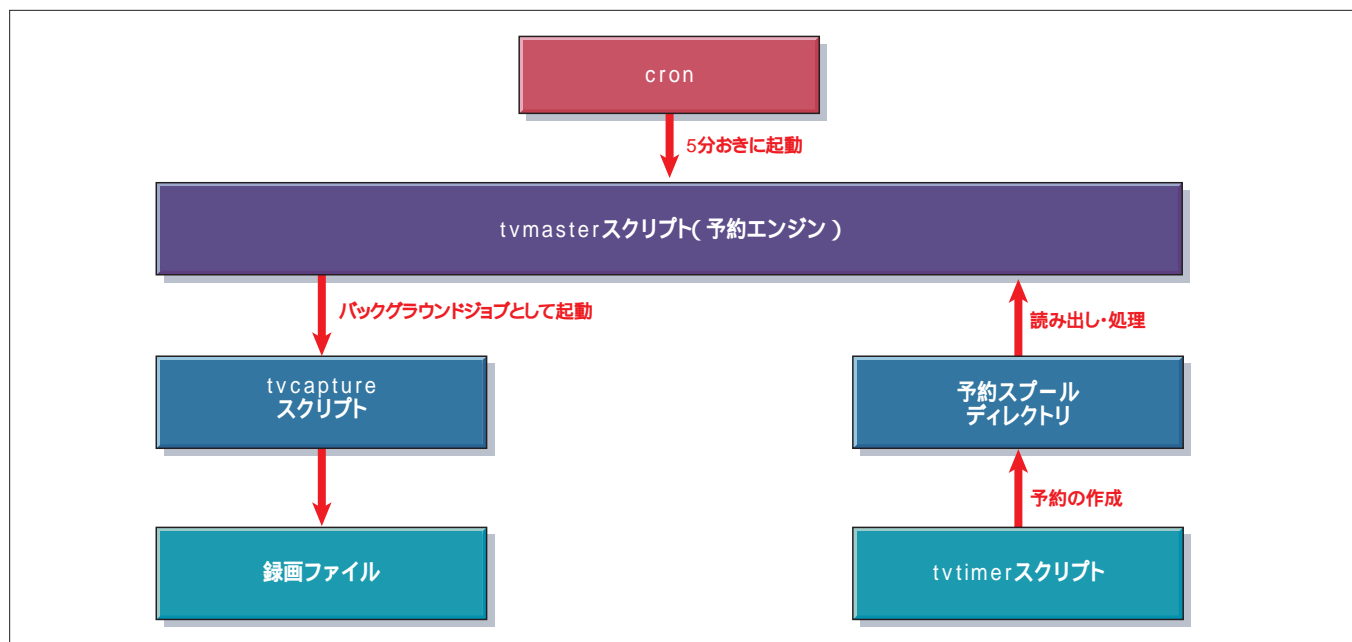 cron
5分おきに起動
tvmasterスクリプト(予約エンジン)
バックグラウンドジョブとして起動
読み出し・処理
tvcapture
スクリプト
予約スプール
ディレクトリ
予約の作成
録画ファイル
tvtimerスクリプト